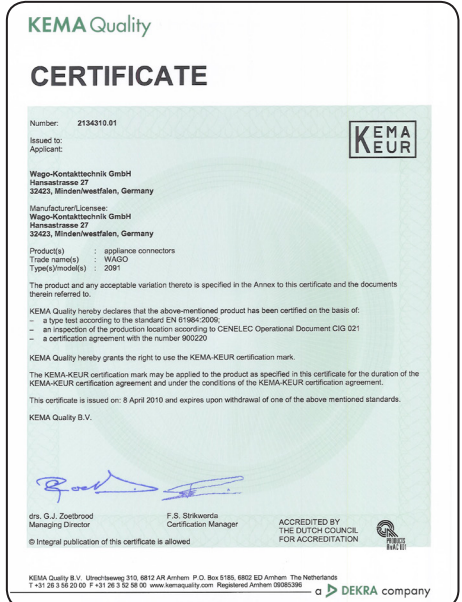 KEMA Quality
CERTIFICATE
Number: 2134310.01
Issued to:
Applicant:
KEMA
KEUR
Wago-Kontakttechnik GmbH
Hansastrasse 27
32423, Minden/westfalen, Germany
Manufacturer/Licensee:
Wago-Kontakttechnik GmbH
Hansastrasse 27
32423, Minden/westfalen, Germany
Product(s) : appliance connectors
Trade name(s) : WAGO
Type(s)/model(s) : 2091
The product and any acceptable variation thereto is specified in the Annex to this certificate and the documents
therein referred to.
KEMA Quality hereby declares that the above-mentioned product has been certified on the basis of:
– a type test according to the standard EN 61984:2009;
– an inspection of the production location according to CENELEC Operational Document CIG 021
– a certification agreement with the number 900220
KEMA Quality hereby grants the right to use the KEMA-KEUR certification mark.
The KEMA-KEUR certification mark may be applied to the product as specified in this certificate for the duration of the
KEMA-KEUR certification agreement and under the conditions of the KEMA-KEUR certification agreement.
This certificate is issued on: 8 April 2010 and expires upon withdrawal of one of the above mentioned standards.
KEMA Quality B.V.
drs. G.J. Zoetbrood
Managing Director
F.S. Strikwerda
Certification Manager
© Integral publication of this certificate is allowed
ACCREDITED BY
THE DUTCH COUNCIL
FOR ACCREDITATION
PRODUCTS
RvA C 101
KEMA Quality B.V. Utrechtseweg 310, 6812 AR Arnhem P.O. Box 5185, 6802 ED Arnhem The Netherlands
T +31 26 3 56 20 00 F +31 26 3 52 58 00 www.kemaquality.com Registered Arnhem 09085396
a DEKRA company